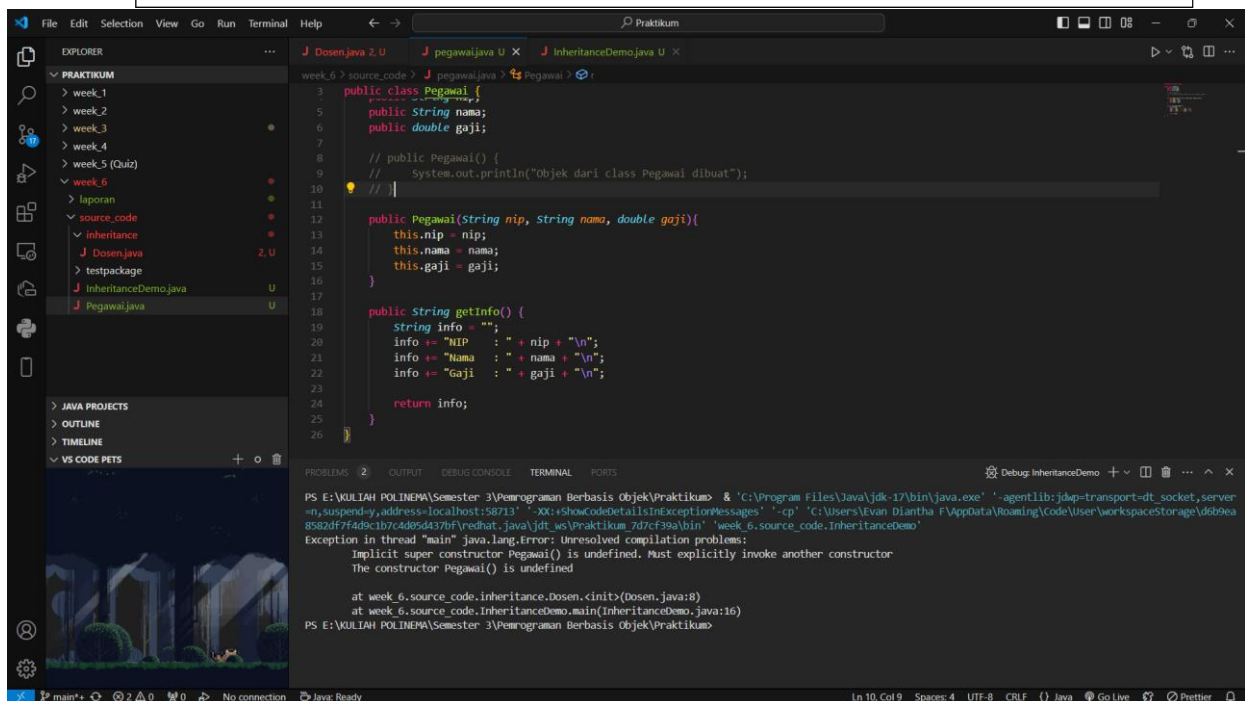 File Edit Selection View Go Run Terminal Help
Praktikum
EXPLORER
PRAKTIKUM
week_1
week_2
week_3
week_4
week_5 (Quiz)
week_6
laporan
source_code
inheritance
Dosen.java 2, U
testpackage
InheritanceDemo.java U
Pegawai.java U
JAVA PROJECTS
OUTLINE
TIMELINE
VS CODE PETS
Dosen.java 2, U pegawai.java U InheritanceDemo.java U
week_6 > source_code > pegawai.java > Pegawai > r
3 public class Pegawai {
5 public String nama;
6 public double gaji;
7
8 // public Pegawai() {
9 // System.out.println("Objek dari class Pegawai dibuat");
10 // }
11
12 public Pegawai(String nip, String nama, double gaji){
13 this.nip = nip;
14 this.nama = nama;
15 this.gaji = gaji;
16 }
17
18 public String getInfo() {
19 String info = "";
20 info += "NIP : " + nip + "\n";
21 info += "Nama : " + nama + "\n";
22 info += "Gaji : " + gaji + "\n";
23
24 return info;
25 }
26 }
PROBLEMS 2 OUTPUT DEBUG CONSOLE TERMINAL PORTS
Debug: InheritanceDemo
PS E:\KULIAH POLINEMA\Semester 3\Pemrograman Berbasis Objek\Praktikum> & 'C:\Program Files\Java\jdk-17\bin\java.exe' '-agentlib:jdwp=transport=dt_socket,server
=n,suspend=y,address=localhost:58713' '-XX:+ShowCodeDetailsInExceptionMessages' '-cp' 'C:\Users\Evan Diantha F\AppData\Roaming\Code\User\workspaceStorage\d6b9ea
8582df7f4d9c1b7c4d05d437bf\redhat.java\jdt_ws\Praktikum_7d7cf39a\bin' 'week_6.source_code.InheritanceDemo'
Exception in thread "main" java.lang.Error: Unresolved compilation problems:
Implicit super constructor Pegawai() is undefined. Must explicitly invoke another constructor
The constructor Pegawai() is undefined
at week_6.source_code.inheritance.Dosen.<init>(Dosen.java:8)
at week_6.source_code.InheritanceDemo.main(InheritanceDemo.java:16)
PS E:\KULIAH POLINEMA\Semester 3\Pemrograman Berbasis Objek\Praktikum>
main*+ 2 0 0 No connection Java: Ready
Ln 10, Col 9 Spaces: 4 UTF-8 CRLF {} Java Go Live Prettier